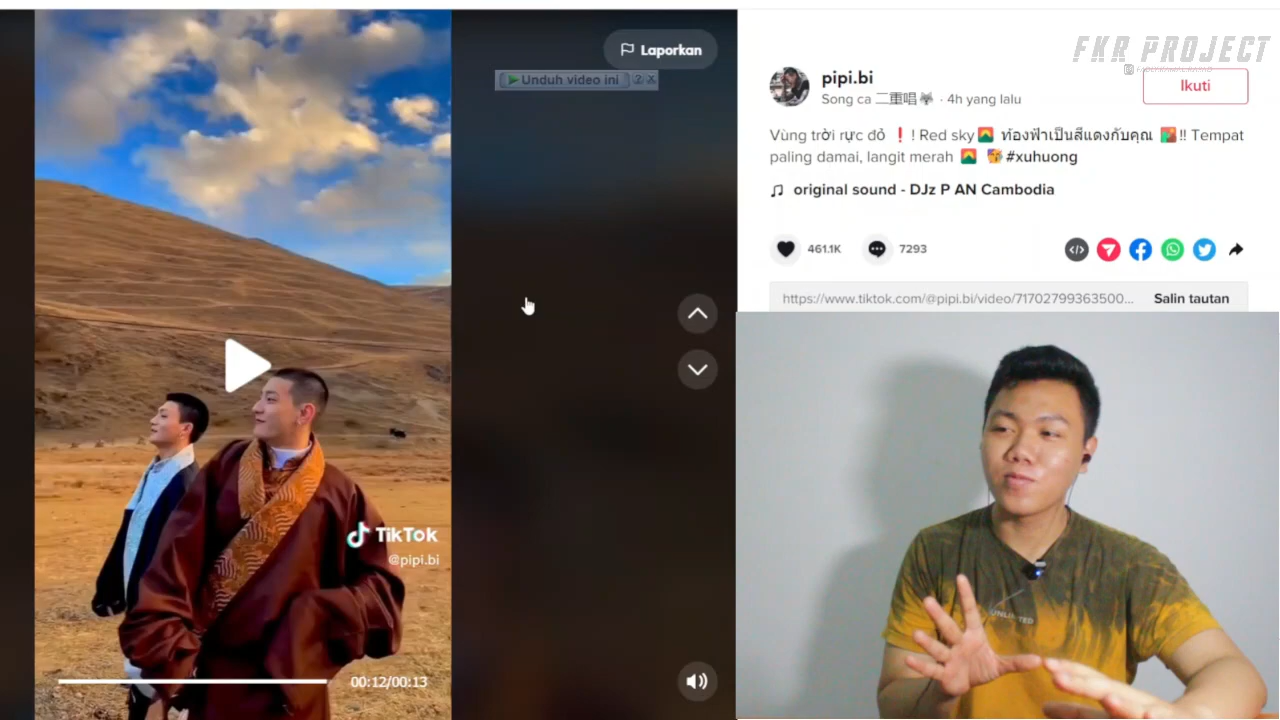 FKR PROJECT
Laporkan
Unduh video ini ? X
pipi.bi
Song ca 二重唱 · 4h yang lalu
Ikuti
Vùng trời rực đỏ ❗ ! Red sky🌄 ท้องฟ้าเป็นสีแดงกับคุณ 🌄!! Tempat
paling damai, langit merah 🌄 #xuhuong
original sound - DJz P AN Cambodia
461.1K
7293
https://www.tiktok.com/@pipi.bi/video/71702799363500...
Salin tautan
TikTok
@pipi.bi
00:12/00:13